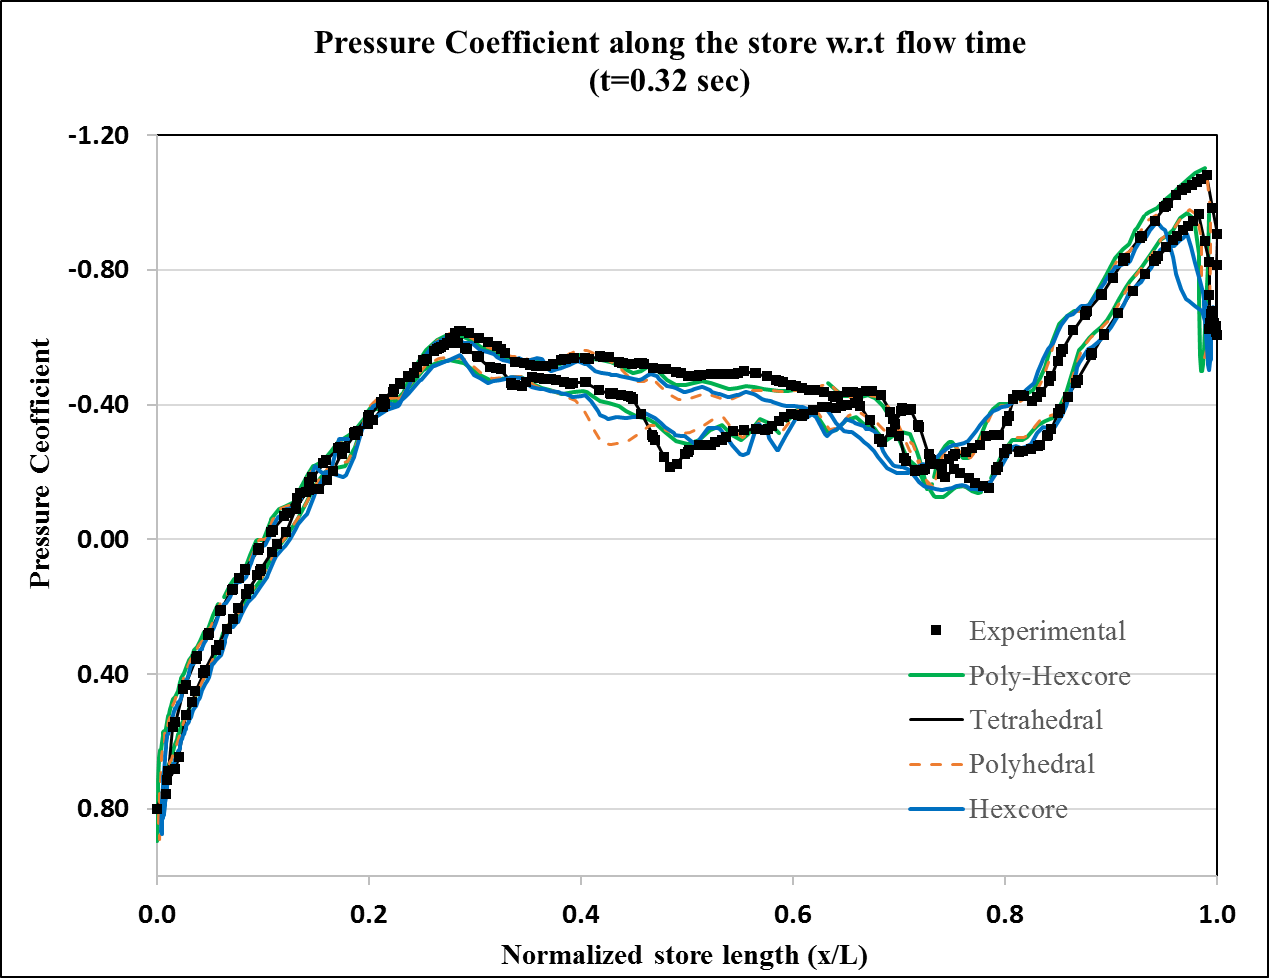 Pressure Coefficient along the store w.r.t flow time
(t=0.32 sec)
-1.20
-0.80
-0.40
0.00
0.40
0.80
Pressure Ceofficient
Experimental
Poly-Hexcore
Tetrahedral
Polyhedral
Hexcore
0.0 0.2 0.4 0.6 0.8 1.0
Normalized store length (x/L)